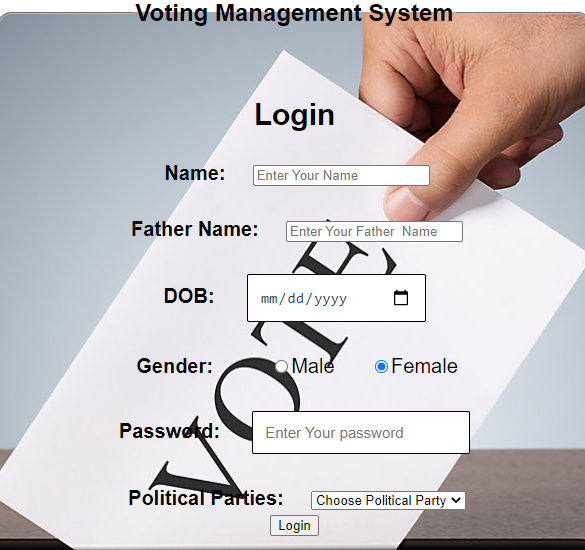 Voting Management System
Login
Name: Enter Your Name
Father Name: Enter Your Father Name
DOB: mm/dd/yyyy
Gender: Male Female
VOTE
Password: Enter Your password
Political Parties: Choose Political Party
Login